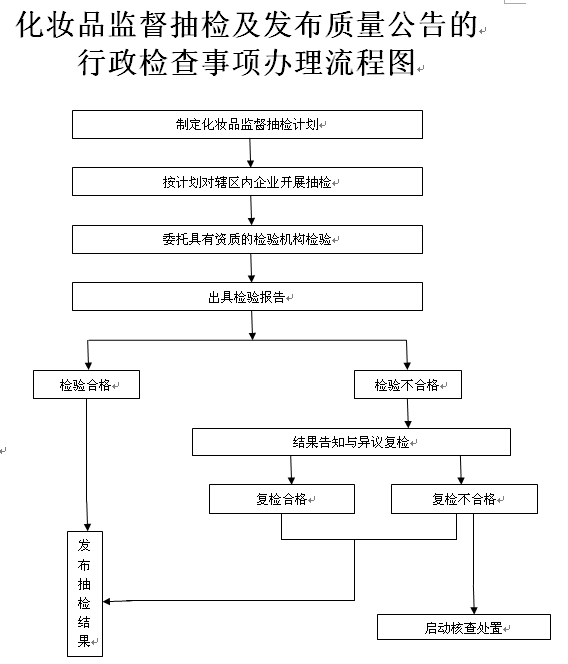 化妆品监督抽检及发布质量公告的
行政检查事项办理流程图
制定化妆品监督抽检计划
按计划对辖区内企业开展抽检
委托具有资质的检验机构检验
出具检验报告
检验合格
检验不合格
结果告知与异议复检
复检合格
复检不合格
发
布
抽
检
结
果
启动核查处置